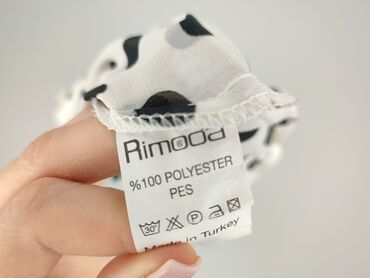 Rimoda
%100 POLYESTER
PES
30°
P
Made in Turkey